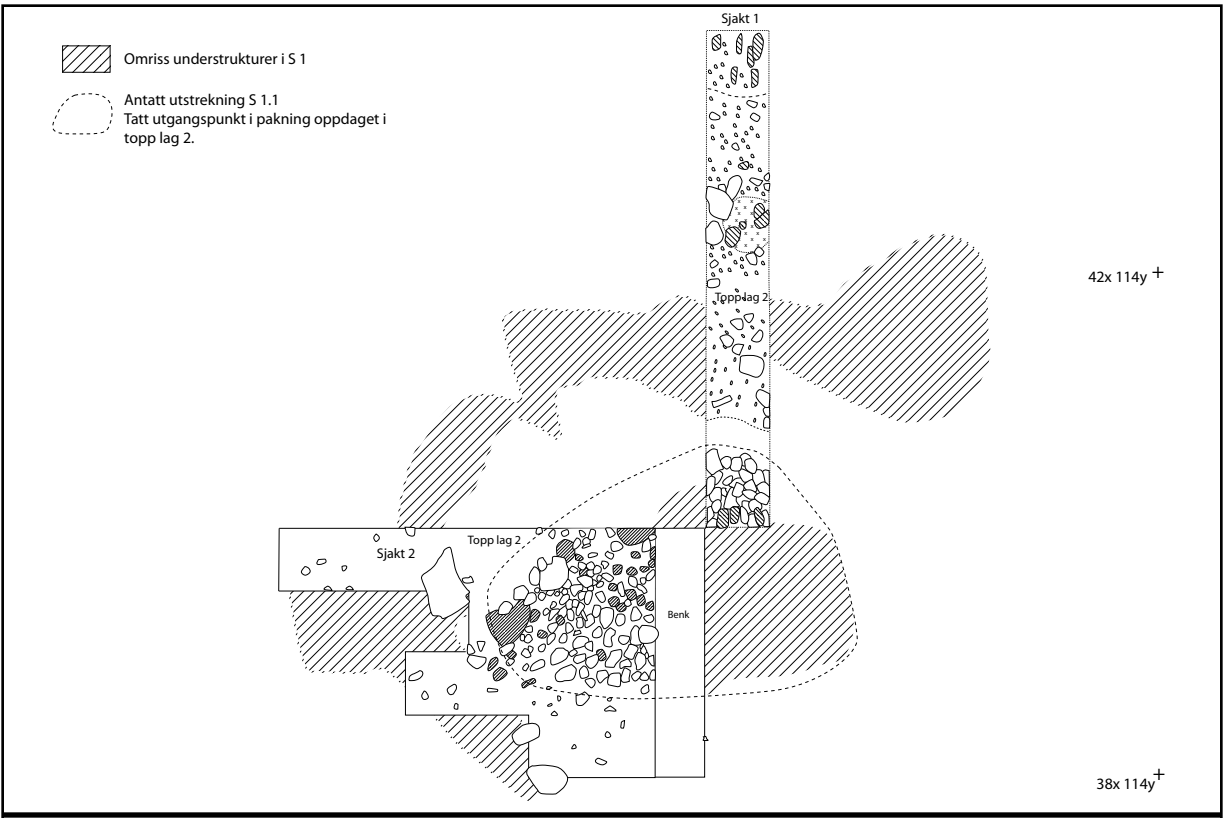 Sjakt 1
Omriss understrukturer i S 1
Antatt utstrekning S 1.1
Tatt utgangspunkt i pakning oppdaget i
topp lag 2.
42x 114y
Topp lag 2
Sjakt 2
Topp lag 2
Benk
38x 114y